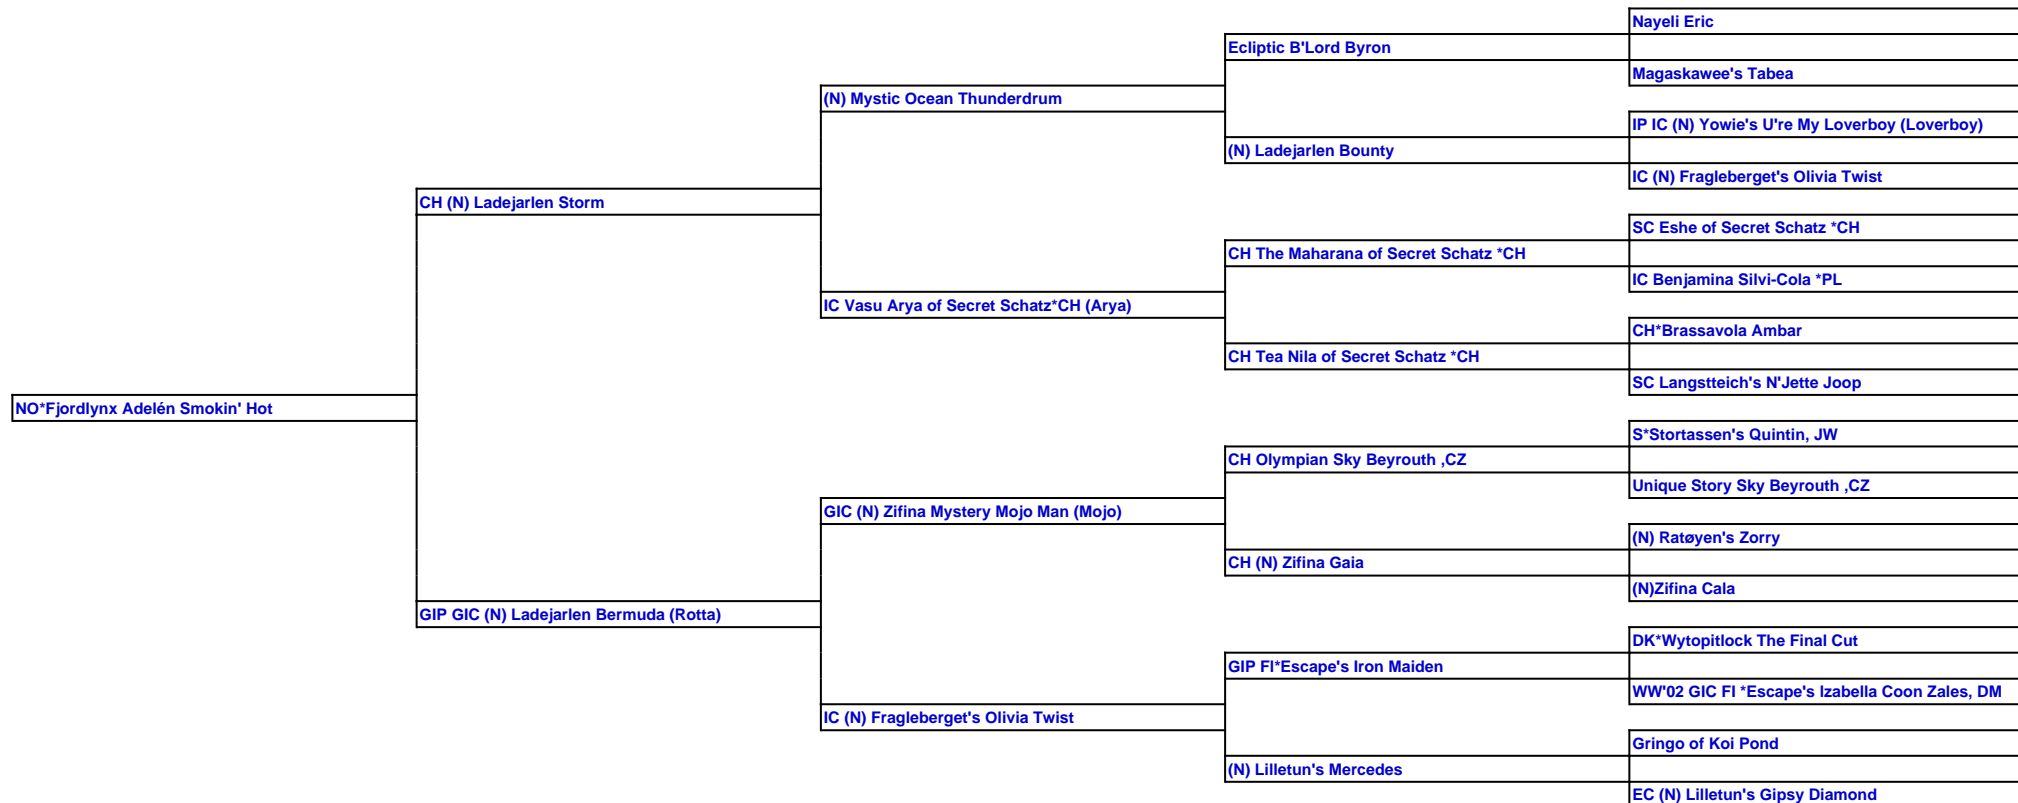 Nayeli Eric
Ecliptic B'Lord Byron
Magaskawee's Tabea
(N) Mystic Ocean Thunderdrum
IP IC (N) Yowie's U're My Loverboy (Loverboy)
(N) Ladejarlen Bounty
IC (N) Fragleberget's Olivia Twist
CH (N) Ladejarlen Storm
SC Eshe of Secret Schatz *CH
CH The Maharana of Secret Schatz *CH
IC Benjamina Silvi-Cola *PL
IC Vasu Arya of Secret Schatz*CH (Arya)
CH*Brassavola Ambar
CH Tea Nila of Secret Schatz *CH
SC Langstteich's N'Jette Joop
NO*Fjordlynx Adelén Smokin' Hot
S*Stortassen's Quintin, JW
CH Olympian Sky Beyrouth ,CZ
Unique Story Sky Beyrouth ,CZ
GIC (N) Zifina Mystery Mojo Man (Mojo)
(N) Ratøyen's Zorry
CH (N) Zifina Gaia
(N)Zifina Cala
GIP GIC (N) Ladejarlen Bermuda (Rotta)
DK*Wytopitlock The Final Cut
GIP FI*Escape's Iron Maiden
WW'02 GIC FI *Escape's Izabella Coon Zales, DM
IC (N) Fragleberget's Olivia Twist
Gringo of Koi Pond
(N) Lilletun's Mercedes
EC (N) Lilletun's Gipsy Diamond